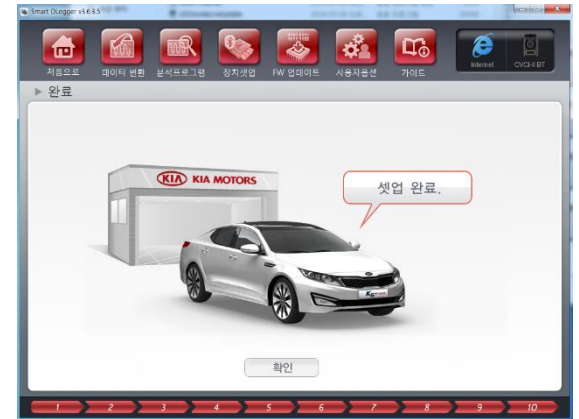 Smart DLogger v3.6.3.5
처음으로
데이터 변환
분석프로그램
장치셋업
FW 업데이트
사용자옵션
가이드
Internet
CVCI-II BT
▶ 완료
KIA KIA MOTORS
셋업 완료.
확인
1 2 3 4 5 6 7 8 9 10